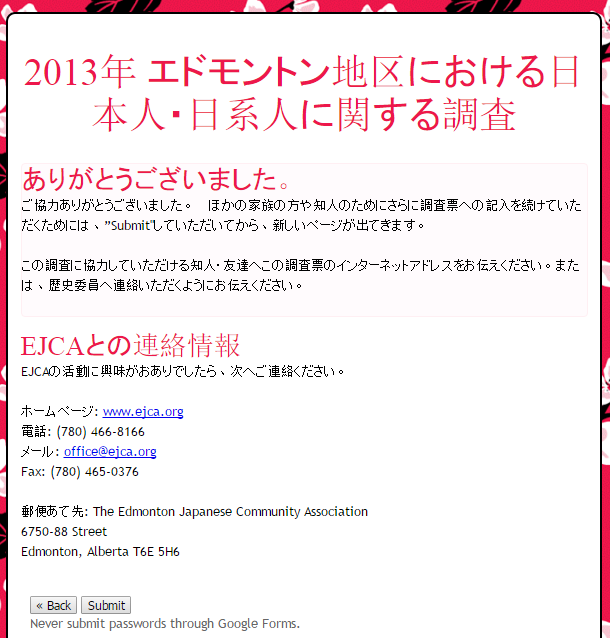 2013年 エドモントン地区における日
本人・日系人に関する調査
ありがとうございました。
ご協力ありがとうございました。　ほかの家族の方や知人のためにさらに調査票への記入を続けていた
だくためには、”Submit"していただいてから、新しいページが出てきます。
この調査に協力していただける知人・友達へこの調査票のインターネットアドレスをお伝えください。また
は、歴史委員へ連絡いただくようにお伝えください。
EJCAとの連絡情報
EJCAの活動に興味がおありでしたら、次へご連絡ください。
ホームページ: www.ejca.org
電話: (780) 466-8166
メール: office@ejca.org
Fax: (780) 465-0376
郵便あて先: The Edmonton Japanese Community Association
6750-88 Street
Edmonton, Alberta T6E 5H6
« Back Submit
Never submit passwords through Google Forms.